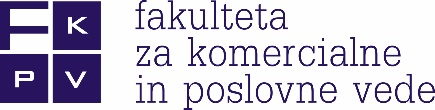 F K
P V
fakulteta
za komercialne
in poslovne vede